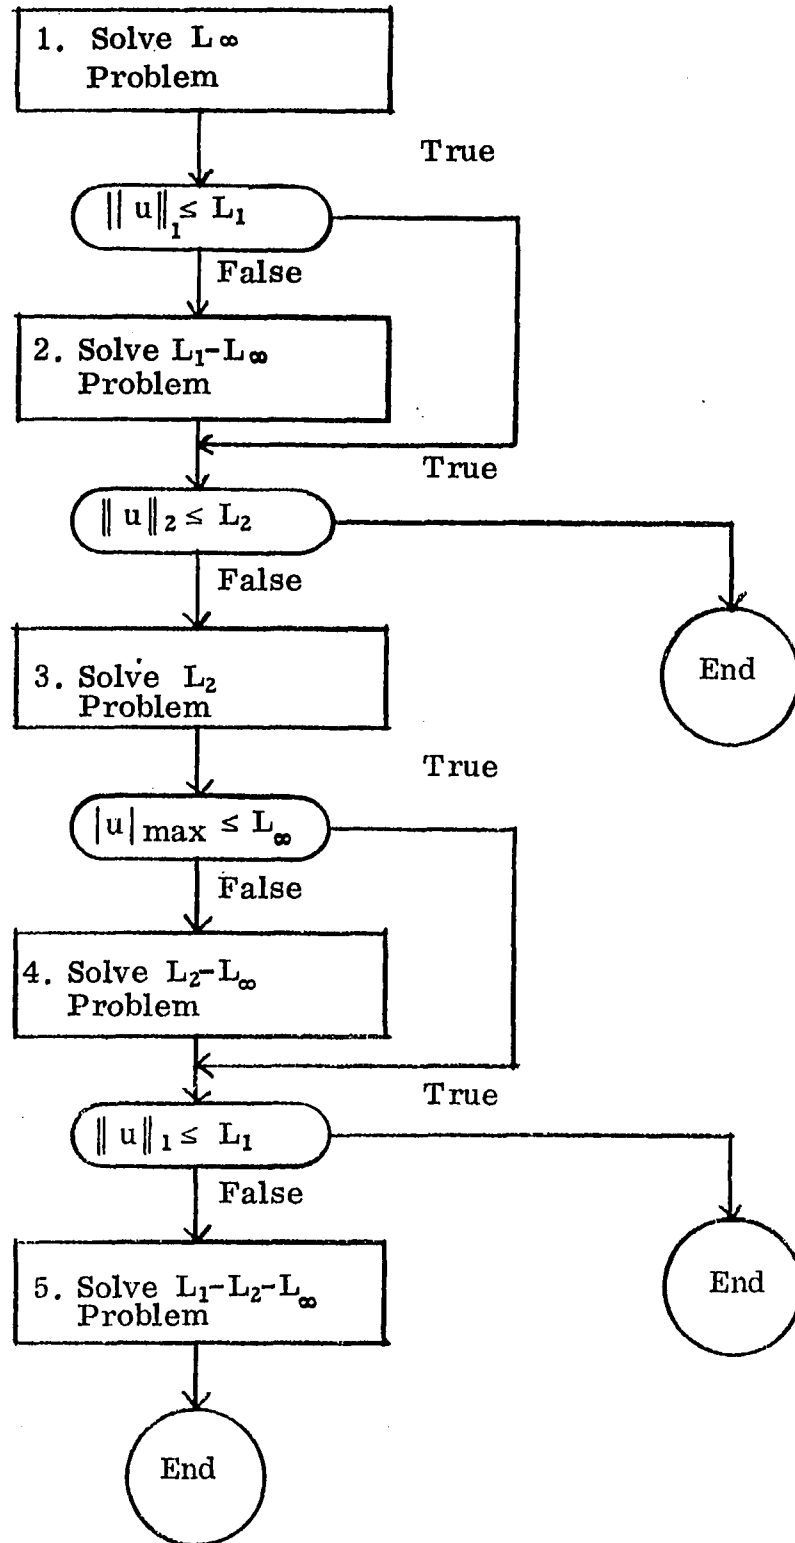 1. Solve L∞
Problem
True
‖u‖₁ ≤ L₁
False
2. Solve L₁-L∞
Problem
True
‖u‖₂ ≤ L₂
False
End
3. Solve L₂
Problem
True
|u|max ≤ L∞
False
4. Solve L₂-L∞
Problem
True
‖u‖₁ ≤ L₁
False
End
5. Solve L₁-L₂-L∞
Problem
End